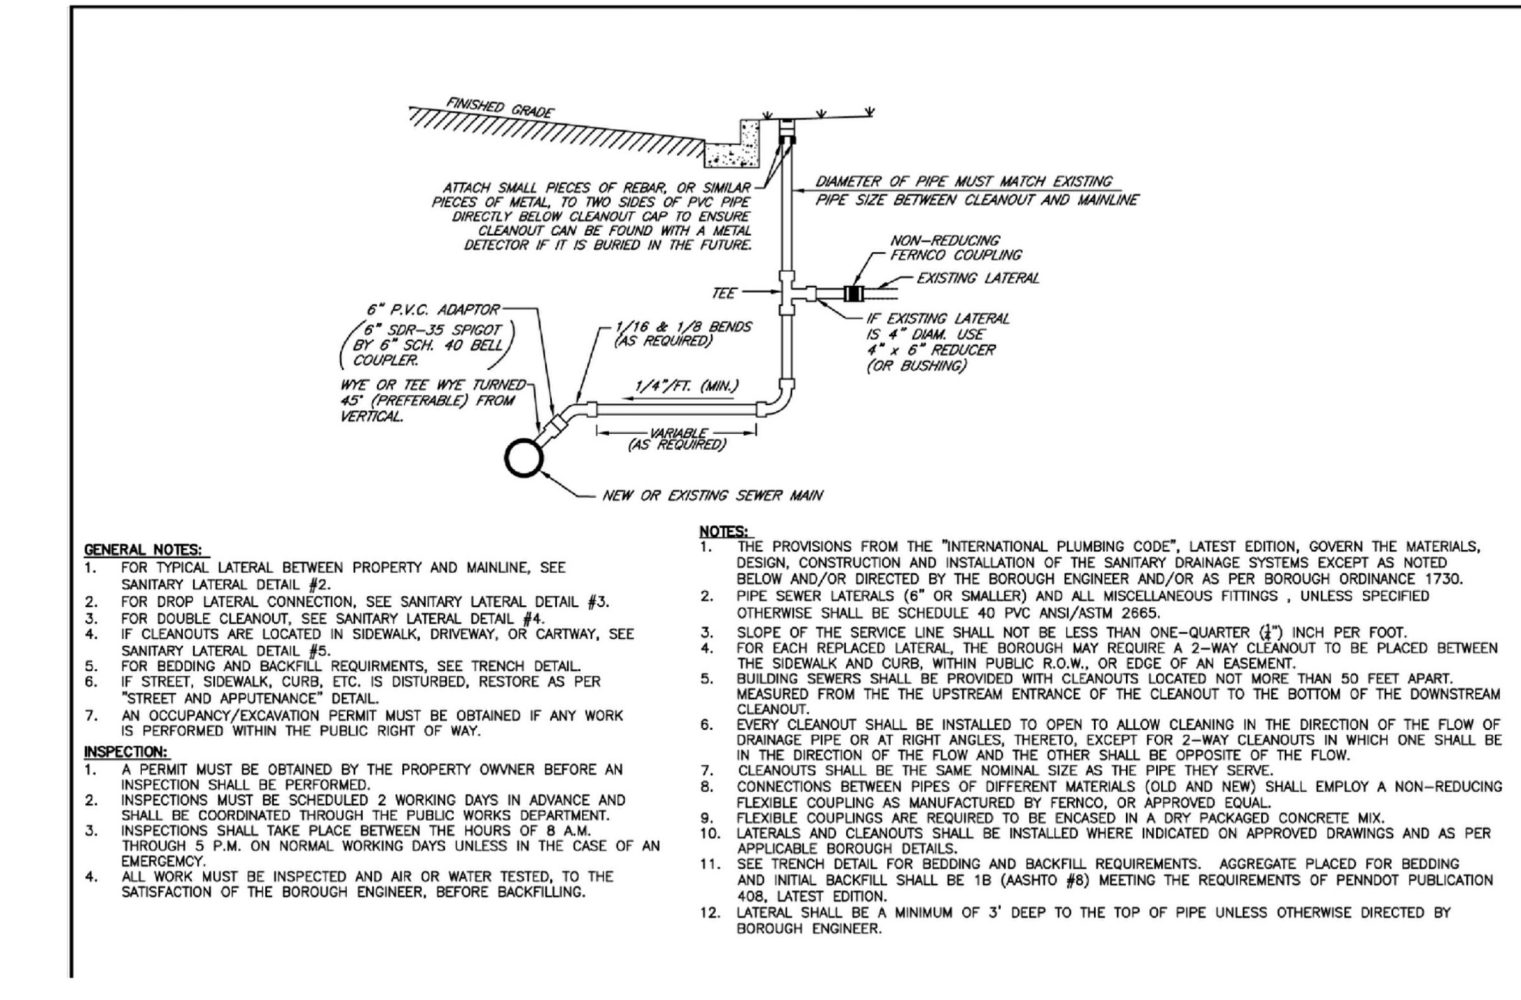 FINISHED GRADE
ATTACH SMALL PIECES OF REBAR, OR SIMILAR
PIECES OF METAL, TO TWO SIDES OF PVC PIPE
DIRECTLY BELOW CLEANOUT CAP TO ENSURE
CLEANOUT CAN BE FOUND WITH A METAL
DETECTOR IF IT IS BURIED IN THE FUTURE.
DIAMETER OF PIPE MUST MATCH EXISTING
PIPE SIZE BETWEEN CLEANOUT AND MAINLINE
NON-REDUCING
FERNCO COUPLING
EXISTING LATERAL
TEE
6" P.V.C. ADAPTOR
(6" SDR-35 SPIGOT
BY 6" SCH. 40 BELL
COUPLER.)
1/16 & 1/8 BENDS
(AS REQUIRED)
IF EXISTING LATERAL
IS 4" DIAM. USE
4" x 6" REDUCER
(OR BUSHING)
WYE OR TEE WYE TURNED
45° (PREFERABLE) FROM
VERTICAL.
1/4"/FT. (MIN.)
VARIABLE
(AS REQUIRED)
NEW OR EXISTING SEWER MAIN
GENERAL NOTES:
1. FOR TYPICAL LATERAL BETWEEN PROPERTY AND MAINLINE, SEE
SANITARY LATERAL DETAIL #2.
2. FOR DROP LATERAL CONNECTION, SEE SANITARY LATERAL DETAIL #3.
3. FOR DOUBLE CLEANOUT, SEE SANITARY LATERAL DETAIL #4.
4. IF CLEANOUTS ARE LOCATED IN SIDEWALK, DRIVEWAY, OR CARTWAY, SEE
SANITARY LATERAL DETAIL #5.
5. FOR BEDDING AND BACKFILL REQUIRMENTS, SEE TRENCH DETAIL.
6. IF STREET, SIDEWALK, CURB, ETC. IS DISTURBED, RESTORE AS PER
"STREET AND APPUTENANCE" DETAIL.
7. AN OCCUPANCY/EXCAVATION PERMIT MUST BE OBTAINED IF ANY WORK
IS PERFORMED WITHIN THE PUBLIC RIGHT OF WAY.
INSPECTION:
1. A PERMIT MUST BE OBTAINED BY THE PROPERTY OWVNER BEFORE AN
INSPECTION SHALL BE PERFORMED.
2. INSPECTIONS MUST BE SCHEDULED 2 WORKING DAYS IN ADVANCE AND
SHALL BE COORDINATED THROUGH THE PUBLIC WORKS DEPARTMENT.
3. INSPECTIONS SHALL TAKE PLACE BETWEEN THE HOURS OF 8 A.M.
THROUGH 5 P.M. ON NORMAL WORKING DAYS UNLESS IN THE CASE OF AN
EMERGEMCY.
4. ALL WORK MUST BE INSPECTED AND AIR OR WATER TESTED, TO THE
SATISFACTION OF THE BOROUGH ENGINEER, BEFORE BACKFILLING.
NOTES:
1. THE PROVISIONS FROM THE "INTERNATIONAL PLUMBING CODE", LATEST EDITION, GOVERN THE MATERIALS,
DESIGN, CONSTRUCTION AND INSTALLATION OF THE SANITARY DRAINAGE SYSTEMS EXCEPT AS NOTED
BELOW AND/OR DIRECTED BY THE BOROUGH ENGINEER AND/OR AS PER BOROUGH ORDINANCE 1730.
2. PIPE SEWER LATERALS (6" OR SMALLER) AND ALL MISCELLANEOUS FITTINGS , UNLESS SPECIFIED
OTHERWISE SHALL BE SCHEDULE 40 PVC ANSI/ASTM 2665.
3. SLOPE OF THE SERVICE LINE SHALL NOT BE LESS THAN ONE-QUARTER (¼") INCH PER FOOT.
4. FOR EACH REPLACED LATERAL, THE BOROUGH MAY REQUIRE A 2-WAY CLEANOUT TO BE PLACED BETWEEN
THE SIDEWALK AND CURB, WITHIN PUBLIC R.O.W., OR EDGE OF AN EASEMENT.
5. BUILDING SEWERS SHALL BE PROVIDED WITH CLEANOUTS LOCATED NOT MORE THAN 50 FEET APART.
MEASURED FROM THE THE UPSTREAM ENTRANCE OF THE CLEANOUT TO THE BOTTOM OF THE DOWNSTREAM
CLEANOUT.
6. EVERY CLEANOUT SHALL BE INSTALLED TO OPEN TO ALLOW CLEANING IN THE DIRECTION OF THE FLOW OF
DRAINAGE PIPE OR AT RIGHT ANGLES, THERETO, EXCEPT FOR 2-WAY CLEANOUTS IN WHICH ONE SHALL BE
IN THE DIRECTION OF THE FLOW AND THE OTHER SHALL BE OPPOSITE OF THE FLOW.
7. CLEANOUTS SHALL BE THE SAME NOMINAL SIZE AS THE PIPE THEY SERVE.
8. CONNECTIONS BETWEEN PIPES OF DIFFERENT MATERIALS (OLD AND NEW) SHALL EMPLOY A NON-REDUCING
FLEXIBLE COUPLING AS MANUFACTURED BY FERNCO, OR APPROVED EQUAL.
9. FLEXIBLE COUPLINGS ARE REQUIRED TO BE ENCASED IN A DRY PACKAGED CONCRETE MIX.
10. LATERALS AND CLEANOUTS SHALL BE INSTALLED WHERE INDICATED ON APPROVED DRAWINGS AND AS PER
APPLICABLE BOROUGH DETAILS.
11. SEE TRENCH DETAIL FOR BEDDING AND BACKFILL REQUIREMENTS. AGGREGATE PLACED FOR BEDDING
AND INITIAL BACKFILL SHALL BE 1B (AASHTO #8) MEETING THE REQUIREMENTS OF PENNDOT PUBLICATION
408, LATEST EDITION.
12. LATERAL SHALL BE A MINIMUM OF 3' DEEP TO THE TOP OF PIPE UNLESS OTHERWISE DIRECTED BY
BOROUGH ENGINEER.